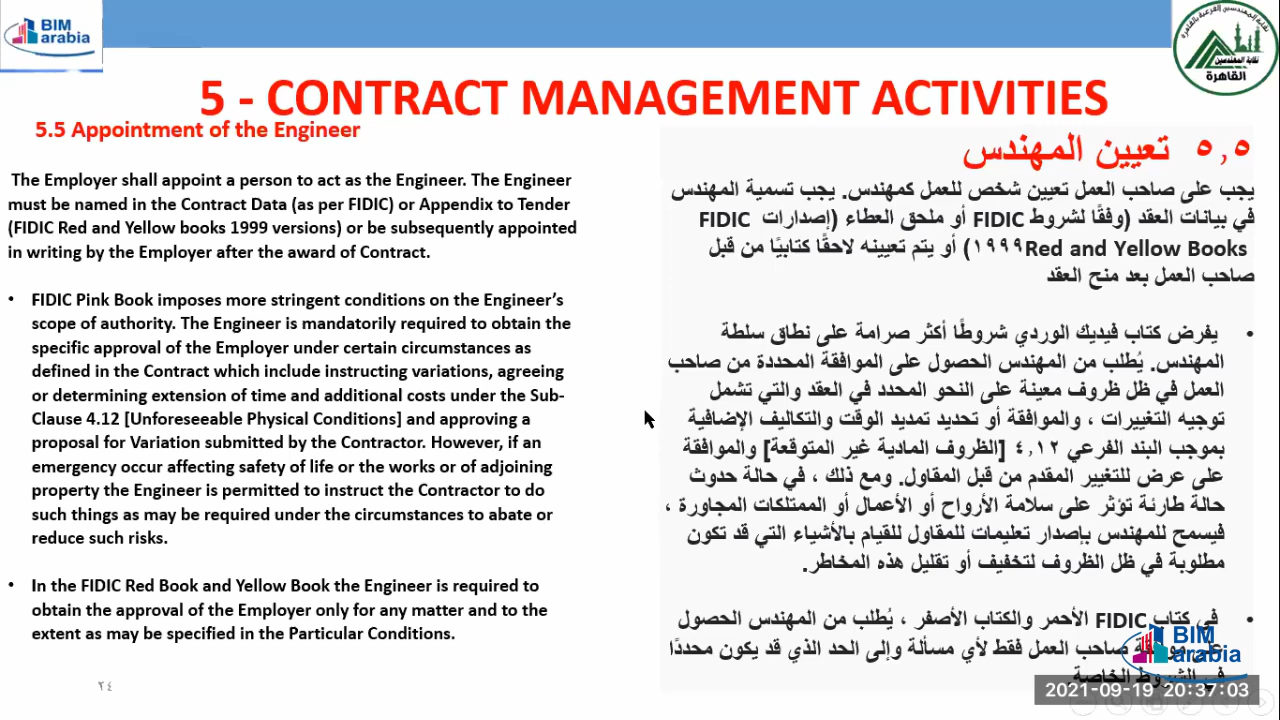 BIM
arabia
نقابة المهندسين الفرعية بالقاهرة
نقابة المهندسين
القاهرة
5 - CONTRACT MANAGEMENT ACTIVITIES
5.5 Appointment of the Engineer
The Employer shall appoint a person to act as the Engineer. The Engineer
must be named in the Contract Data (as per FIDIC) or Appendix to Tender
(FIDIC Red and Yellow books 1999 versions) or be subsequently appointed
in writing by the Employer after the award of Contract.
• FIDIC Pink Book imposes more stringent conditions on the Engineer’s
scope of authority. The Engineer is mandatorily required to obtain the
specific approval of the Employer under certain circumstances as
defined in the Contract which include instructing variations, agreeing
or determining extension of time and additional costs under the Sub-
Clause 4.12 [Unforeseeable Physical Conditions] and approving a
proposal for Variation submitted by the Contractor. However, if an
emergency occur affecting safety of life or the works or of adjoining
property the Engineer is permitted to instruct the Contractor to do
such things as may be required under the circumstances to abate or
reduce such risks.
• In the FIDIC Red Book and Yellow Book the Engineer is required to
obtain the approval of the Employer only for any matter and to the
extent as may be specified in the Particular Conditions.
٢٤
٥,٥ تعيين المهندس
يجب على صاحب العمل تعيين شخص للعمل كمهندس. يجب تسمية المهندس
في بيانات العقد (وفقًا لشروط FIDIC أو ملحق العطاء (إصدارات FIDIC
Red and Yellow Books ١٩٩٩) أو يتم تعيينه لاحقًا كتابيًا من قبل
صاحب العمل بعد منح العقد
• يفرض كتاب فيديك الوردي شروطًا أكثر صرامة على نطاق سلطة
المهندس. يُطلب من المهندس الحصول على الموافقة المحددة من صاحب
العمل في ظل ظروف معينة على النحو المحدد في العقد والتي تشمل
توجيه التغييرات ، والموافقة أو تحديد تمديد الوقت والتكاليف الإضافية
بموجب البند الفرعي ٤,١٢ [الظروف المادية غير المتوقعة] والموافقة
على عرض للتغيير المقدم من قبل المقاول. ومع ذلك ، في حالة حدوث
حالة طارئة تؤثر على سلامة الأرواح أو الأعمال أو الممتلكات المجاورة ،
فيسمح للمهندس بإصدار تعليمات للمقاول للقيام بالأشياء التي قد تكون
مطلوبة في ظل الظروف لتخفيف أو تقليل هذه المخاطر.
• في كتاب FIDIC الأحمر والكتاب الأصفر ، يُطلب من المهندس الحصول
صاحب العمل فقط لأي مسألة وإلى الحد الذي قد يكون محددًا
في الشروط الخاصة.
BIM
arabia
2021-09-19 20:37:03